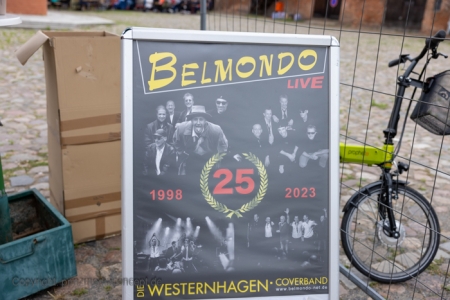 BELMONDO
LIVE
25
1998
2023
DIE WESTERNHAGEN - COVERBAND
www.belmondo-net.de